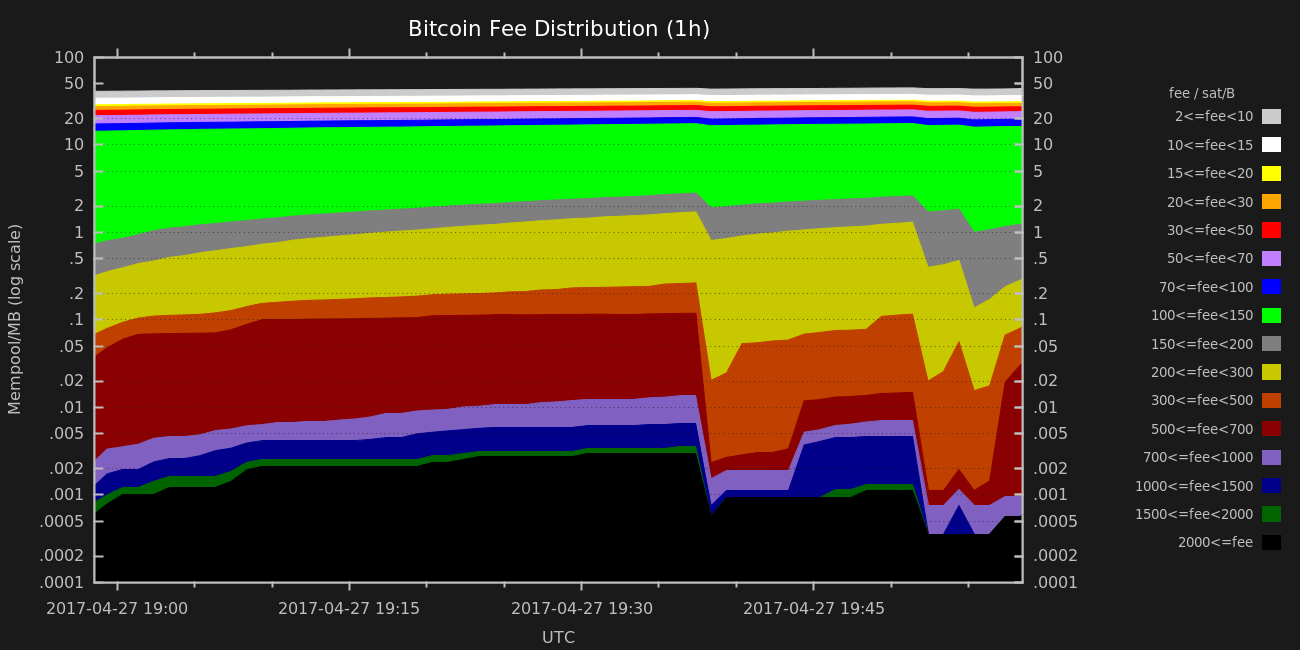 Bitcoin Fee Distribution (1h)
Mempool/MB (log scale)
100
50
20
10
5
2
1
.5
.2
.1
.05
.02
.01
.005
.002
.001
.0005
.0002
.0001
100
50
20
10
5
2
1
.5
.2
.1
.05
.02
.01
.005
.002
.001
.0005
.0002
.0001
2017-04-27 19:00 2017-04-27 19:15 2017-04-27 19:30 2017-04-27 19:45
UTC
fee / sat/B
2<=fee<10
10<=fee<15
15<=fee<20
20<=fee<30
30<=fee<50
50<=fee<70
70<=fee<100
100<=fee<150
150<=fee<200
200<=fee<300
300<=fee<500
500<=fee<700
700<=fee<1000
1000<=fee<1500
1500<=fee<2000
2000<=fee